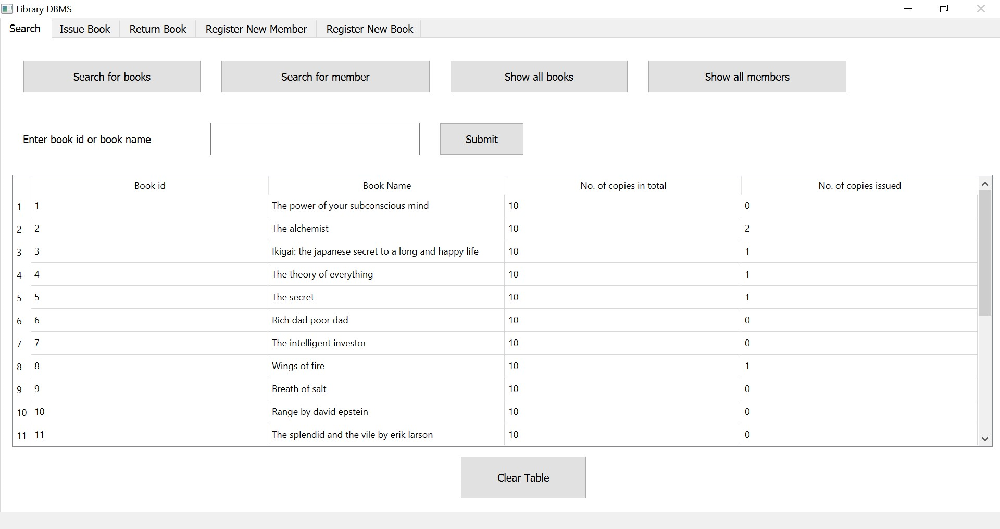 Library DBMS
Search Issue Book Return Book Register New Member Register New Book
Search for books Search for member Show all books Show all members
Enter book id or book name Submit
Book id Book Name No. of copies in total No. of copies issued
1 1 The power of your subconscious mind 10 0
2 2 The alchemist 10 2
3 3 Ikigai: the japanese secret to a long and happy life 10 1
4 4 The theory of everything 10 1
5 5 The secret 10 1
6 6 Rich dad poor dad 10 0
7 7 The intelligent investor 10 0
8 8 Wings of fire 10 1
9 9 Breath of salt 10 0
10 10 Range by david epstein 10 0
11 11 The splendid and the vile by erik larson 10 0
Clear Table